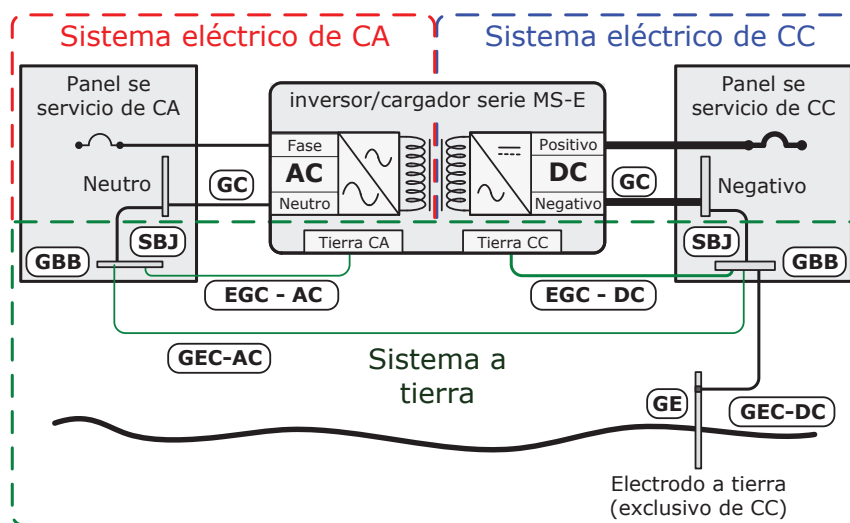 Sistema eléctrico de CA
Sistema eléctrico de CC
Panel se
servicio de CA
inversor/cargador serie MS-E
Panel se
servicio de CC
Fase
AC
Neutro
Positivo
DC
Negativo
Neutro
GC
GC
Negativo
SBJ
GBB
Tierra CA
Tierra CC
SBJ
GBB
EGC - AC
EGC - DC
GEC-AC
Sistema a
tierra
GE
GEC-DC
Electrodo a tierra
(exclusivo de CC)